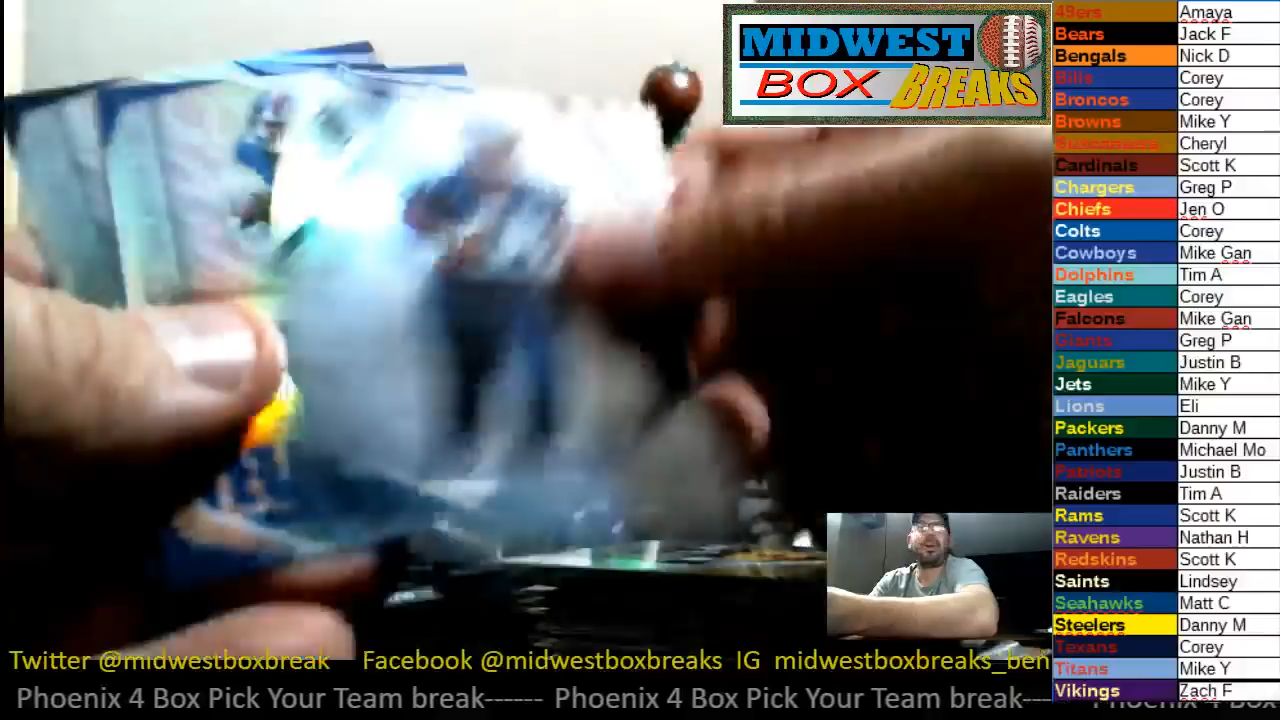 MIDWEST
BOX BREAKS
49ers Amaya
Bears Jack F
Bengals Nick D
Bills Corey
Broncos Corey
Browns Mike Y
Buccaneers Cheryl
Cardinals Scott K
Chargers Greg P
Chiefs Jen O
Colts Corey
Cowboys Mike Gan
Dolphins Tim A
Eagles Corey
Falcons Mike Gan
Giants Greg P
Jaguars Justin B
Jets Mike Y
Lions Eli
Packers Danny M
Panthers Michael Mo
Patriots Justin B
Raiders Tim A
Rams Scott K
Ravens Nathan H
Redskins Scott K
Saints Lindsey
Seahawks Matt C
Steelers Danny M
Texans Corey
Titans Mike Y
Vikings Zach F
Twitter @midwestboxbreak Facebook @midwestboxbreaks IG midwestboxbreaks_ben
Phoenix 4 Box Pick Your Team break------ Phoenix 4 Box Pick Your Team break------ Phoenix 4 Box